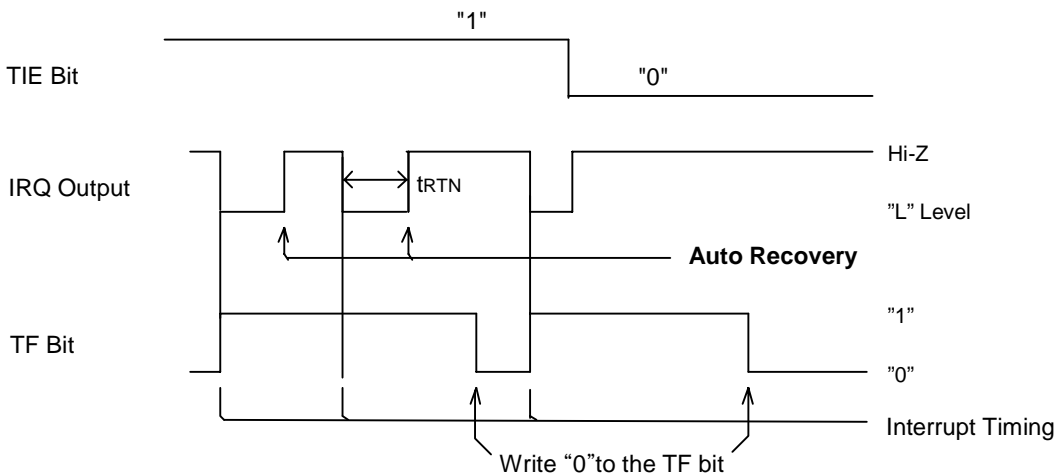 "1"
TIE Bit
"0"
Hi-Z
IRQ Output
tRTN
"L" Level
Auto Recovery
"1"
TF Bit
"0"
Interrupt Timing
Write “0”to the TF bit